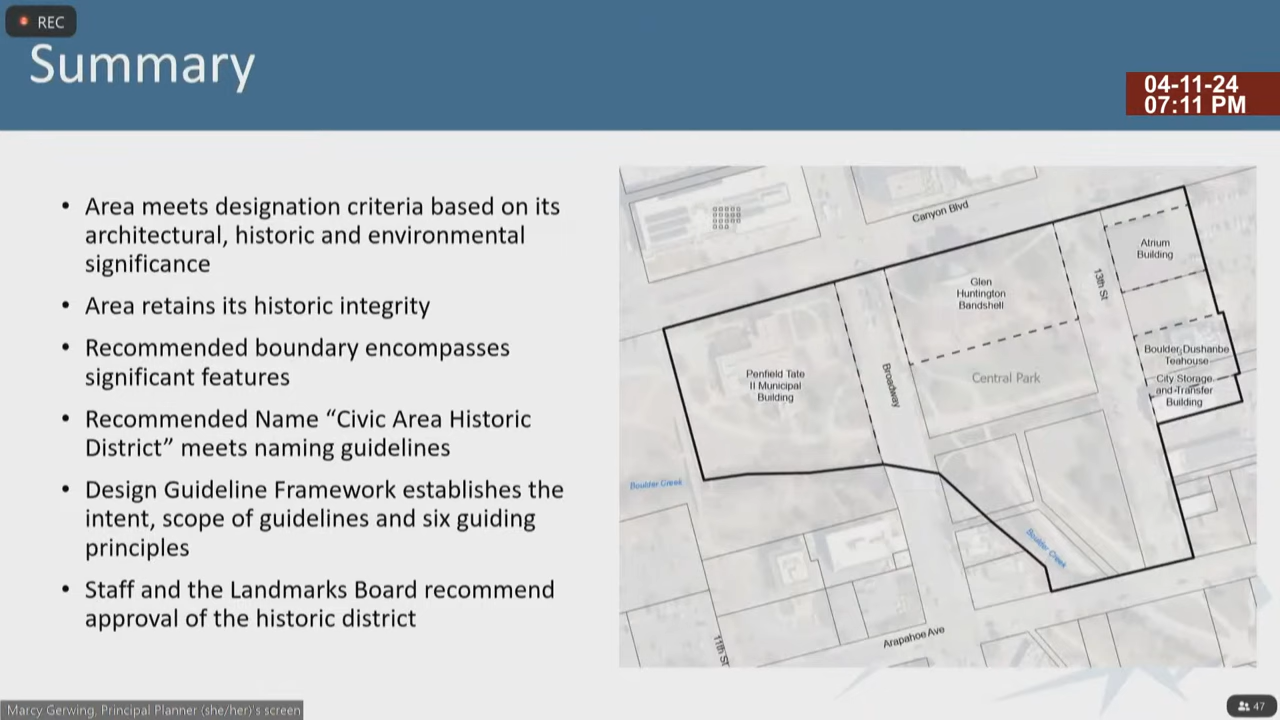 REC
Summary
04-11-24
07:11 PM
• Area meets designation criteria based on its
architectural, historic and environmental
significance
• Area retains its historic integrity
• Recommended boundary encompasses
significant features
• Recommended Name “Civic Area Historic
District” meets naming guidelines
• Design Guideline Framework establishes the
intent, scope of guidelines and six guiding
principles
• Staff and the Landmarks Board recommend
approval of the historic district
Canyon Blvd
Atrium
Building
Glen
Huntington
Bandshell
13th St
Boulder Dushanbe
Teahouse
City Storage
and Transfer
Building
Penfield Tate
II Municipal
Building
Broadway
Central Park
Boulder Creek
Boulder Creek
11th St
Arapahoe Ave
Marcy Gerwing, Principal Planner (she/her)'s screen
47